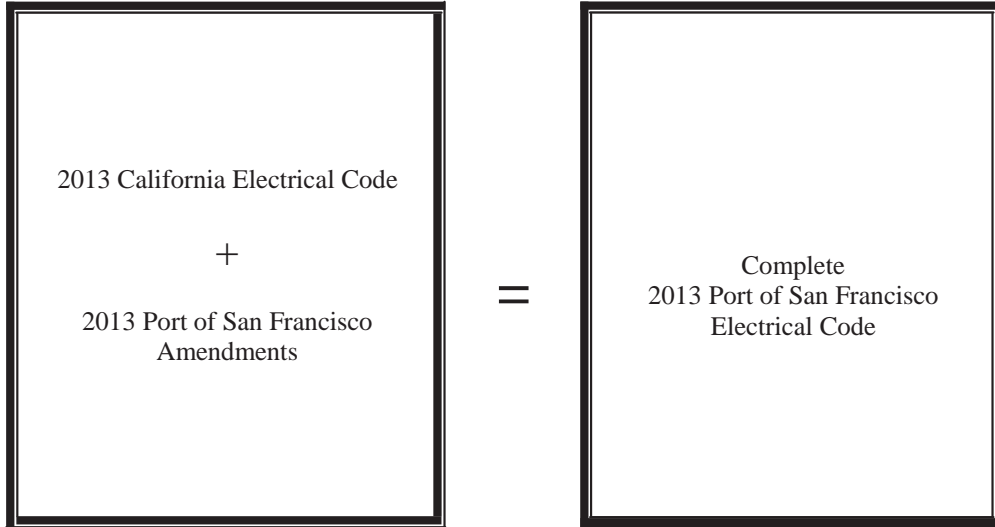 2013 California Electrical Code
+
2013 Port of San Francisco
Amendments
=
Complete
2013 Port of San Francisco
Electrical Code